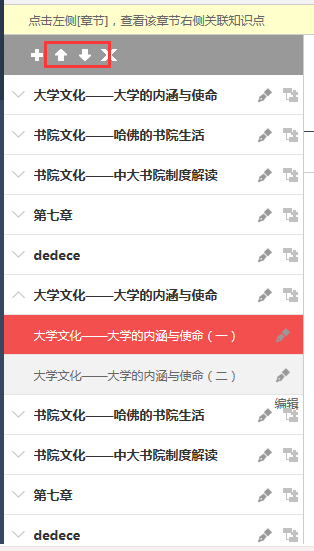 点击左侧[章节]，查看该章节右侧关联知识点
大学文化——大学的内涵与使命
书院文化——哈佛的书院生活
书院文化——中大书院制度解读
第七章
dedece
大学文化——大学的内涵与使命
大学文化——大学的内涵与使命（一）
大学文化——大学的内涵与使命（二）
编辑
书院文化——哈佛的书院生活
书院文化——中大书院制度解读
第七章
dedece